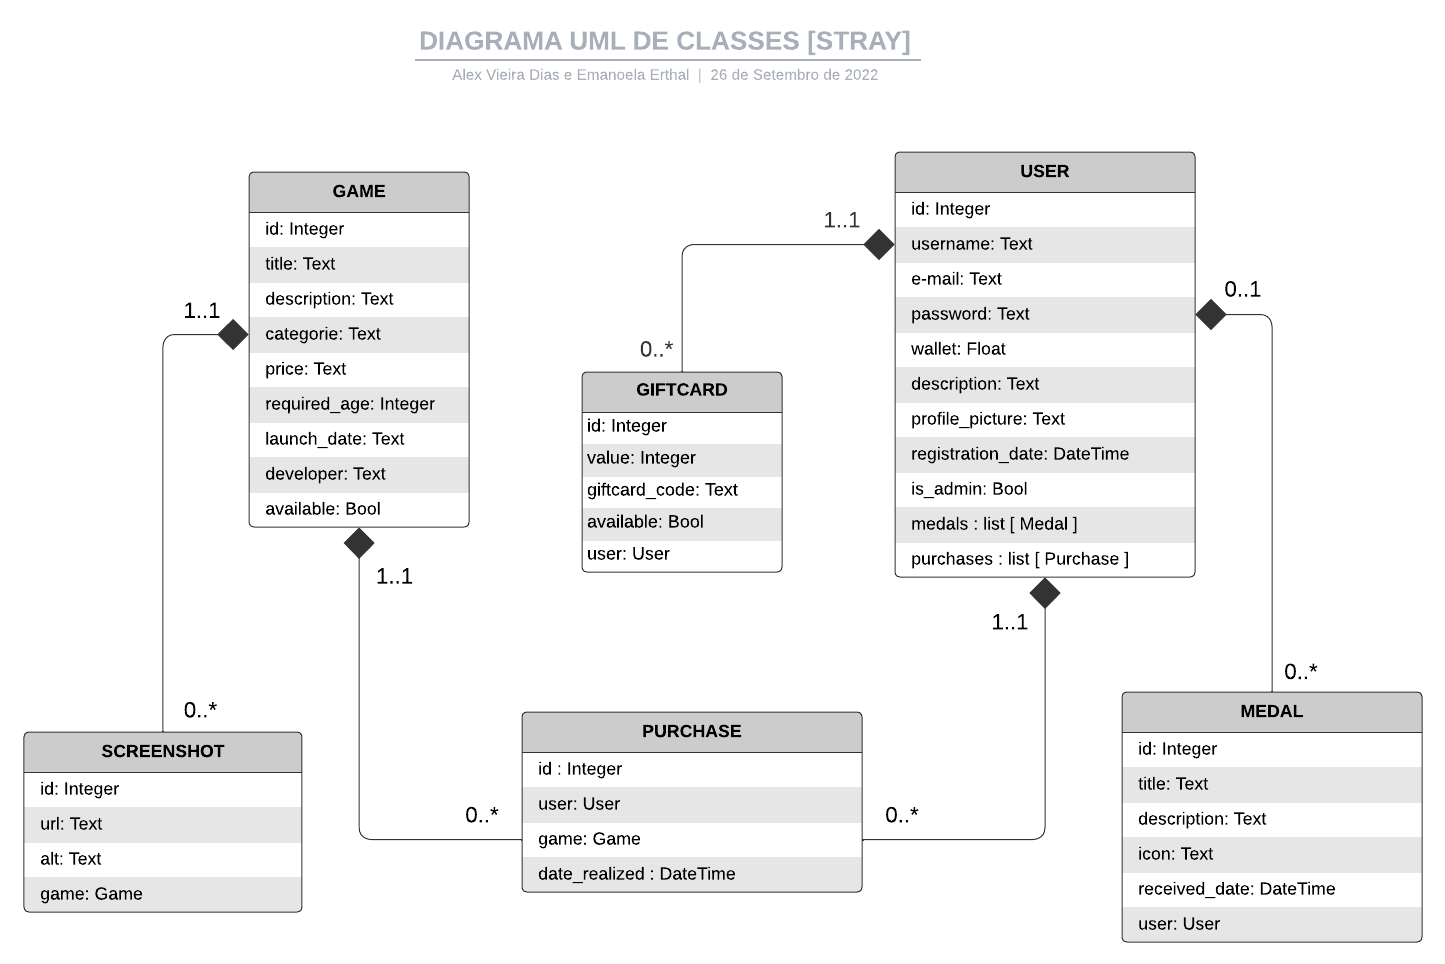 DIAGRAMA UML DE CLASSES [STRAY]
Alex Vieira Dias e Emanoela Erthal | 26 de Setembro de 2022
GAME
id: Integer
title: Text
description: Text
categorie: Text
price: Text
required_age: Integer
launch_date: Text
developer: Text
available: Bool
1..1
1..1
0..*
SCREENSHOT
id: Integer
url: Text
alt: Text
game: Game
1..1
0..*
GIFTCARD
id: Integer
value: Integer
giftcard_code: Text
available: Bool
user: User
USER
id: Integer
username: Text
e-mail: Text
password: Text
wallet: Float
description: Text
profile_picture: Text
registration_date: DateTime
is_admin: Bool
medals : list [ Medal ]
purchases : list [ Purchase ]
0..1
1..1
0..*
0..*
PURCHASE
id : Integer
user: User
game: Game
date_realized : DateTime
0..*
MEDAL
id: Integer
title: Text
description: Text
icon: Text
received_date: DateTime
user: User